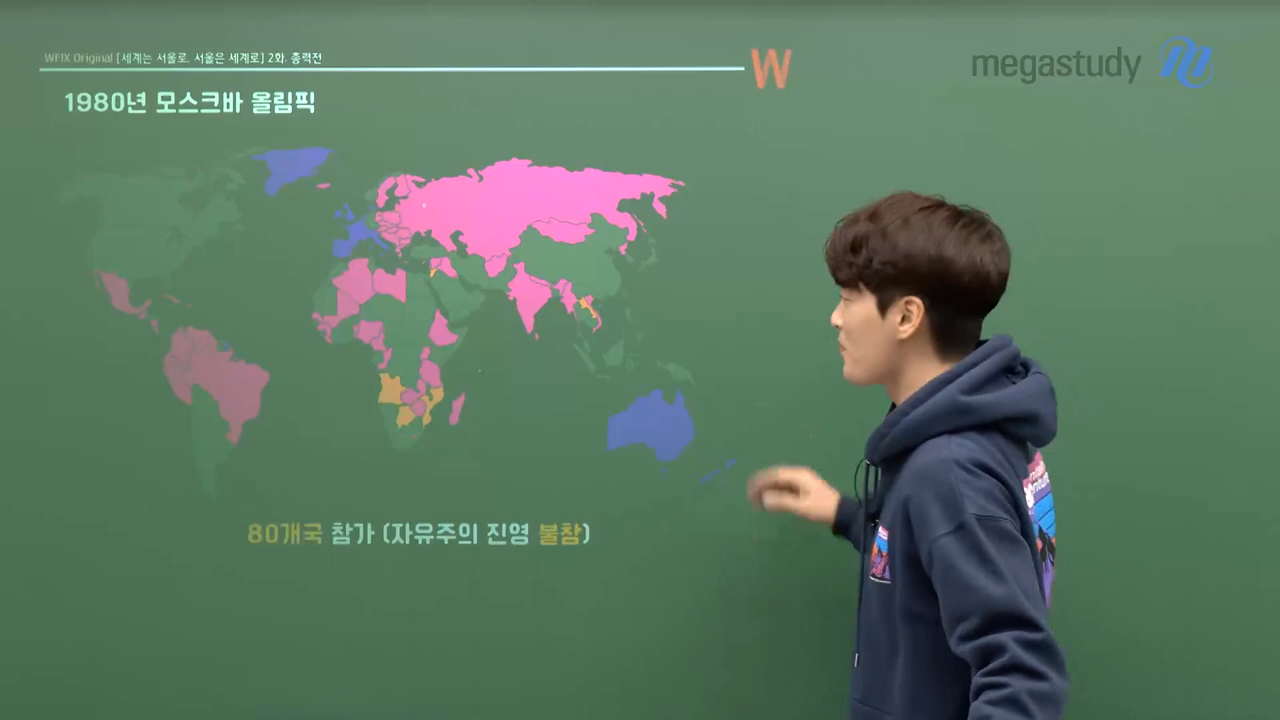 WFIX Original [세계는 서울로, 서울은 세계로] 2화. 총력전
W
megastudy
1980년 모스크바 올림픽
80개국 참가 (자유주의 진영 불참)